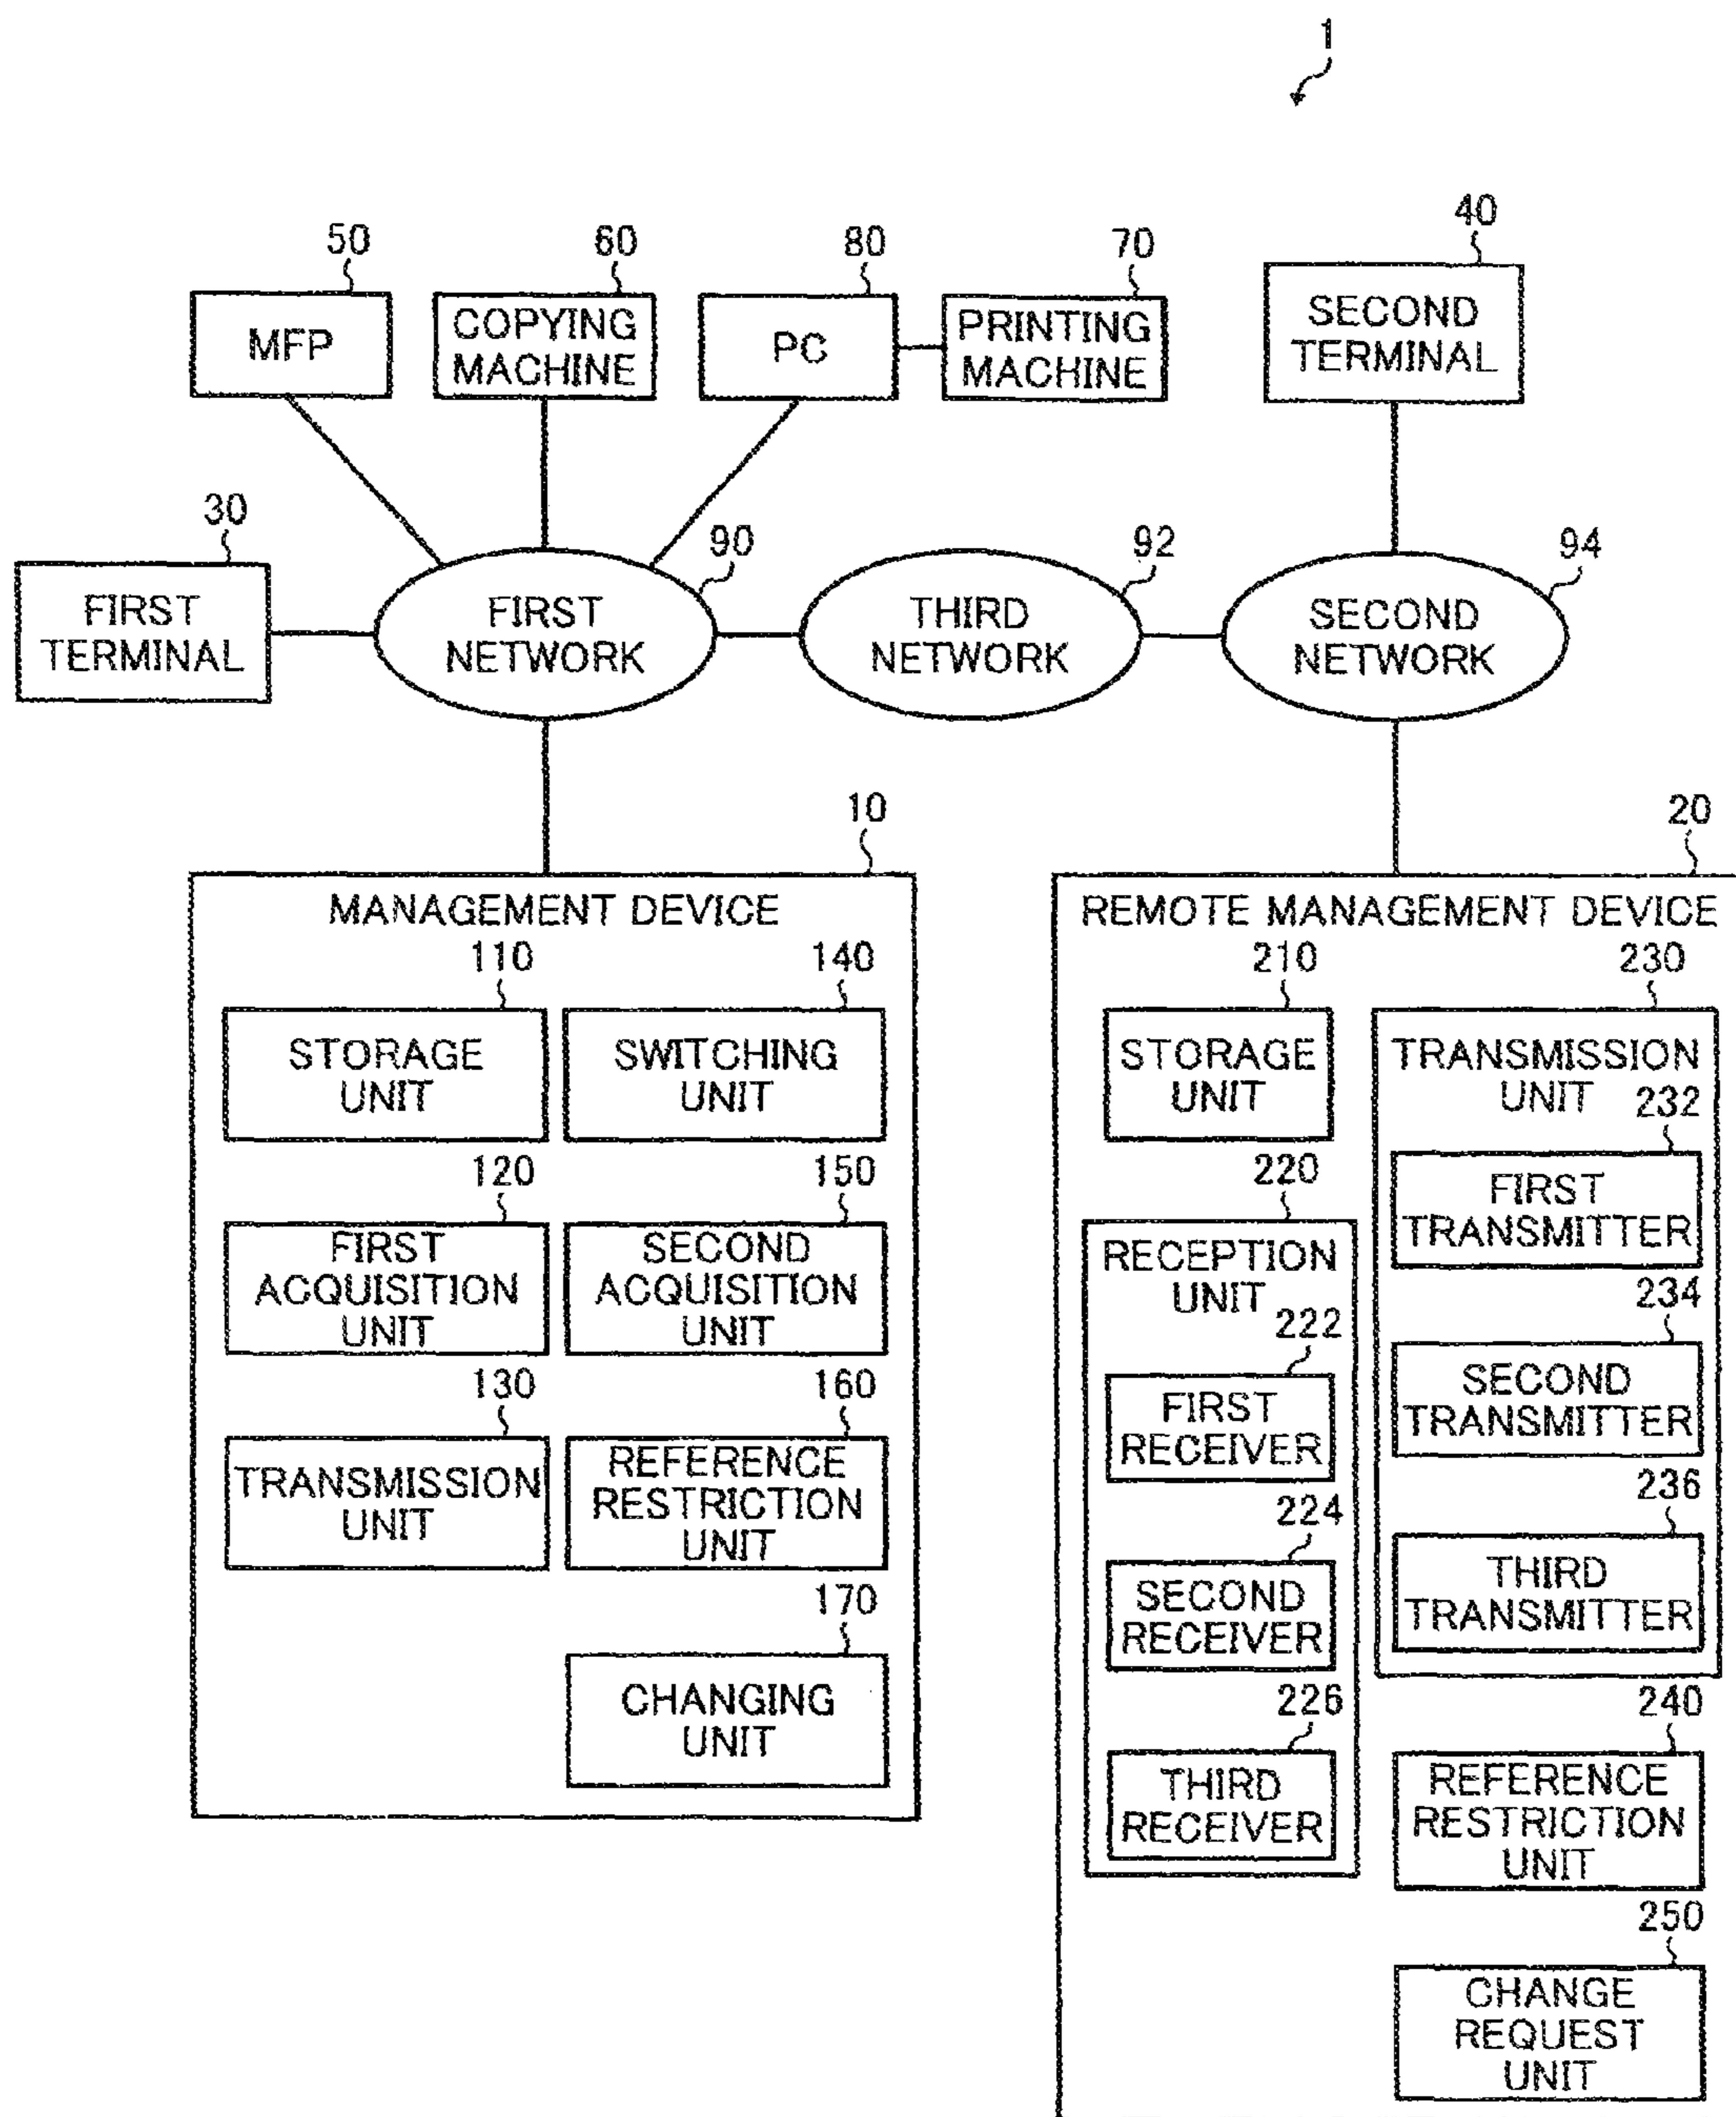 1
50
60
80
70
40
MFP
COPYING
MACHINE
PC
PRINTING
MACHINE
SECOND
TERMINAL
30
90
92
94
FIRST
TERMINAL
FIRST
NETWORK
THIRD
NETWORK
SECOND
NETWORK
10
MANAGEMENT DEVICE
110
140
STORAGE
UNIT
SWITCHING
UNIT
120
150
FIRST
ACQUISITION
UNIT
SECOND
ACQUISITION
UNIT
130
160
TRANSMISSION
UNIT
REFERENCE
RESTRICTION
UNIT
170
CHANGING
UNIT
20
REMOTE MANAGEMENT DEVICE
210
STORAGE
UNIT
220
RECEPTION
UNIT
222
FIRST
RECEIVER
224
SECOND
RECEIVER
226
THIRD
RECEIVER
230
TRANSMISSION
UNIT
232
FIRST
TRANSMITTER
234
SECOND
TRANSMITTER
236
THIRD
TRANSMITTER
240
REFERENCE
RESTRICTION
UNIT
250
CHANGE
REQUEST
UNIT